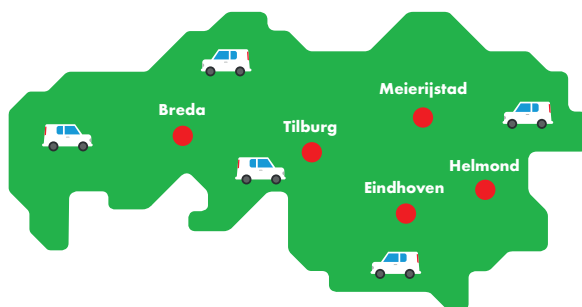 Meierijstad
Breda
Tilburg
Helmond
Eindhoven